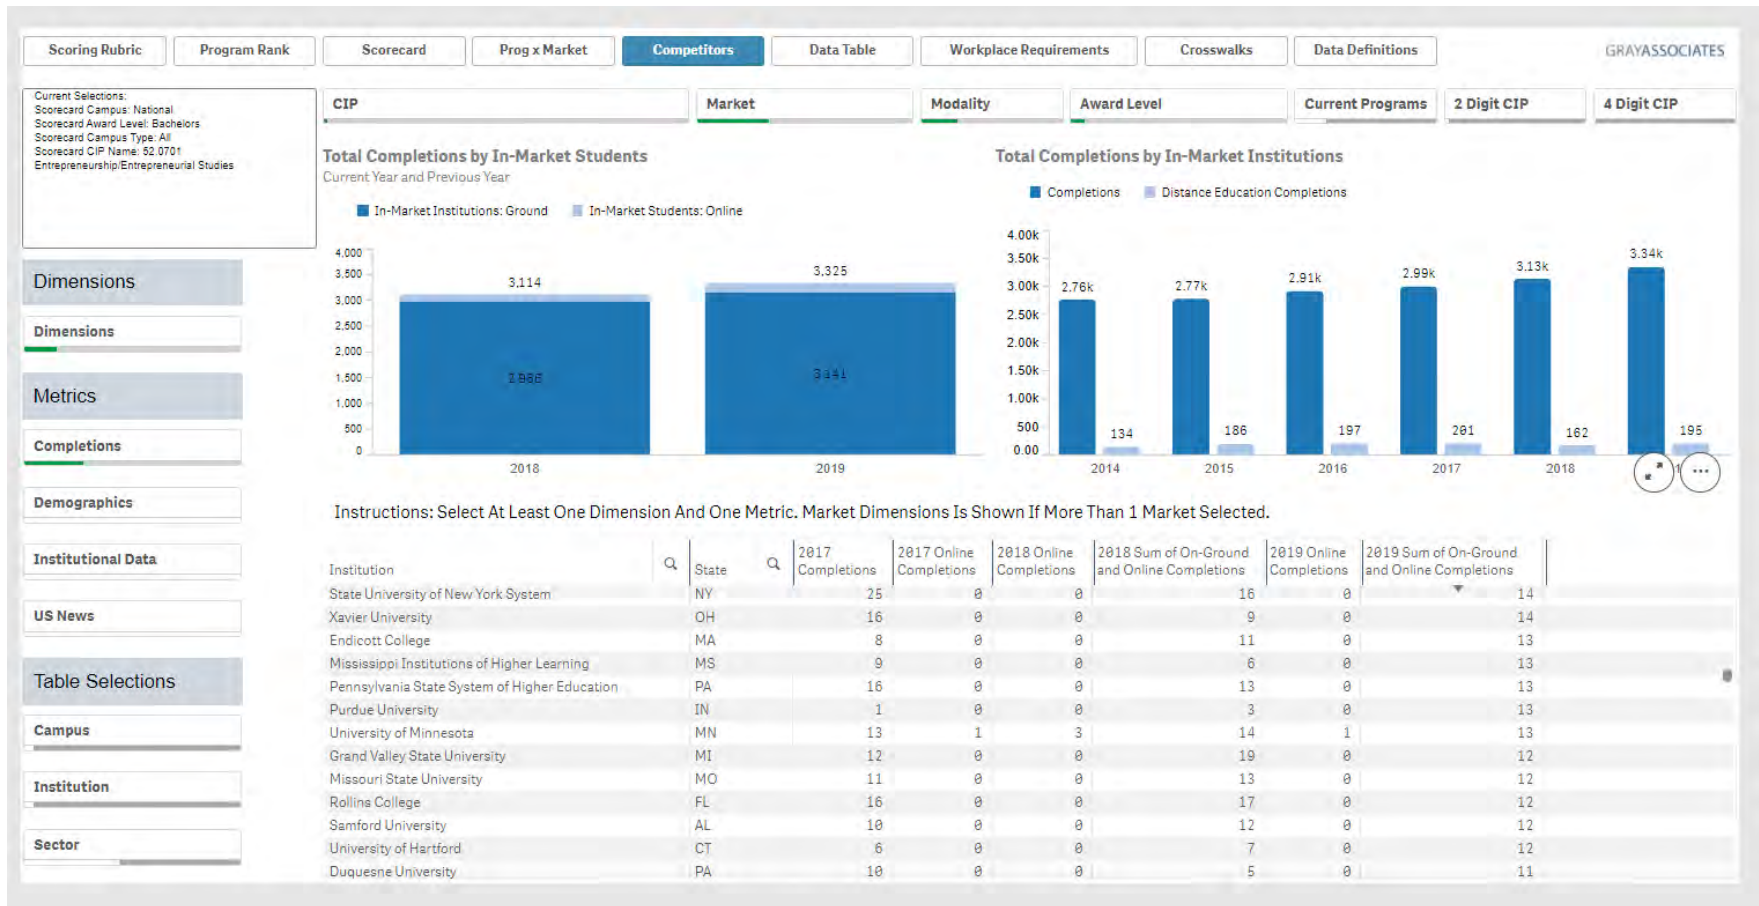 Scoring Rubric
Program Rank
Scorecard
Prog x Market
Competitors
Data Table
Workplace Requirements
Crosswalks
Data Definitions
GRAYASSOCIATES
Current Selections:
Scorecard Campus: National
Scorecard Award Level: Bachelors
Scorecard Campus Type: All
Scorecard CIP Name: 52.0701
Entrepreneurship/Entrepreneurial Studies
CIP
Market
Modality
Award Level
Current Programs
2 Digit CIP
4 Digit CIP
Dimensions
Dimensions
Metrics
Completions
Demographics
Institutional Data
US News
Table Selections
Campus
Institution
Sector
Total Completions by In-Market Students
Current Year and Previous Year
In-Market Institutions: Ground
In-Market Students: Online
4,000
3,500
3,000
2,500
2,000
1,500
1,000
500
0
3,114
3,325
2018
2019
Total Completions by In-Market Institutions
Completions
Distance Education Completions
4.00k
3.50k
3.00k
2.50k
2.00k
1.50k
1.00k
500
0.00
2.76k
134
2.77k
186
2.91k
197
2.99k
201
3.13k
162
3.34k
195
2014
2015
2016
2017
2018
Instructions: Select At Least One Dimension And One Metric. Market Dimensions Is Shown If More Than 1 Market Selected.
Institution State 2017 Completions 2017 Online Completions 2018 Online Completions 2018 Sum of On-Ground and Online Completions 2019 Online Completions 2019 Sum of On-Ground and Online Completions
State University of New York System NY 25 0 0 16 0 14
Xavier University OH 16 0 0 9 0 14
Endicott College MA 8 0 0 11 0 13
Mississippi Institutions of Higher Learning MS 9 0 0 6 0 13
Pennsylvania State System of Higher Education PA 16 0 0 13 0 13
Purdue University IN 1 0 0 3 0 13
University of Minnesota MN 13 1 3 14 1 13
Grand Valley State University MI 12 0 0 19 0 12
Missouri State University MO 11 0 0 13 0 12
Rollins College FL 16 0 0 17 0 12
Samford University AL 10 0 0 12 0 12
University of Hartford CT 6 0 0 7 0 12
Duquesne University PA 10 0 0 5 0 11